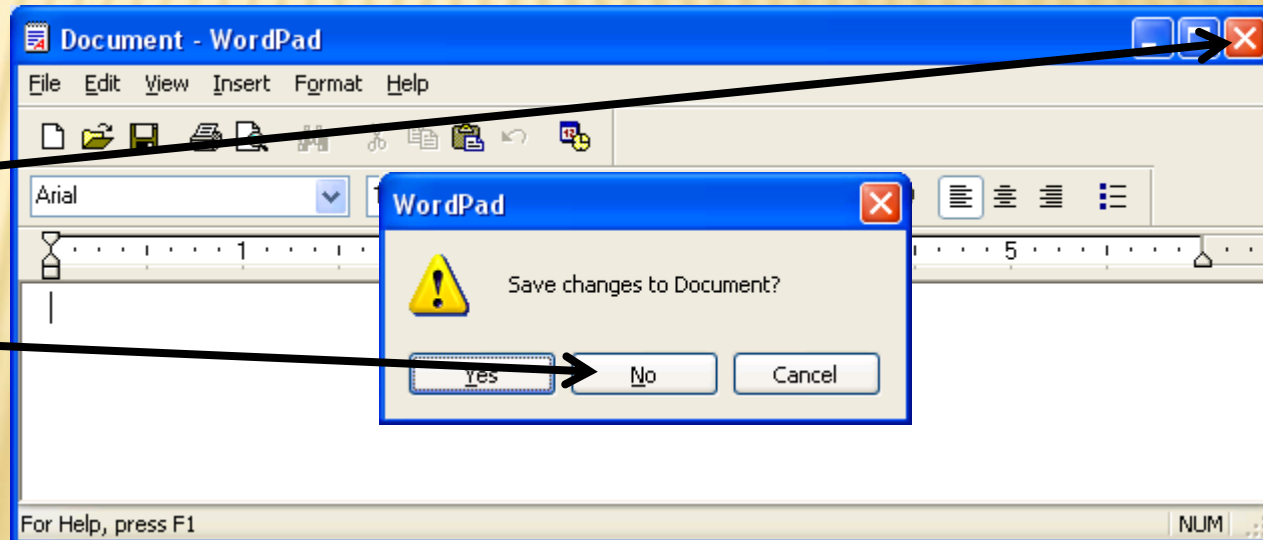 Document - WordPad
File Edit View Insert Format Help
Arial
WordPad
1 5
Save changes to Document?
Yes No Cancel
For Help, press F1 NUM